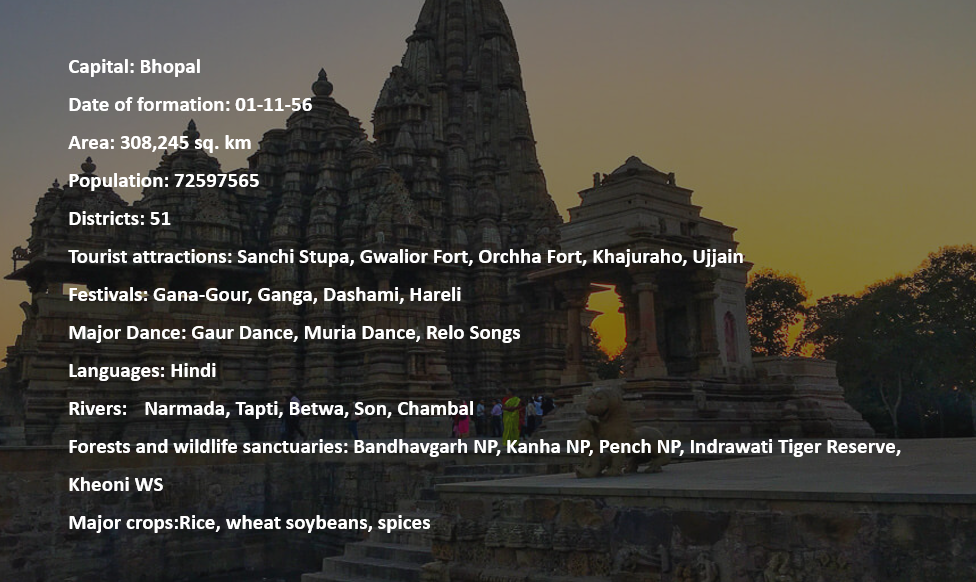 Capital: Bhopal
Date of formation: 01-11-56
Area: 308,245 sq. km
Population: 72597565
Districts: 51
Tourist attractions: Sanchi Stupa, Gwalior Fort, Orchha Fort, Khajuraho, Ujjain
Festivals: Gana-Gour, Ganga, Dashami, Hareli
Major Dance: Gaur Dance, Muria Dance, Relo Songs
Languages: Hindi
Rivers:   Narmada, Tapti, Betwa, Son, Chambal
Forests and wildlife sanctuaries: Bandhavgarh NP, Kanha NP, Pench NP, Indrawati Tiger Reserve,
Kheoni WS
Major crops:Rice, wheat soybeans, spices